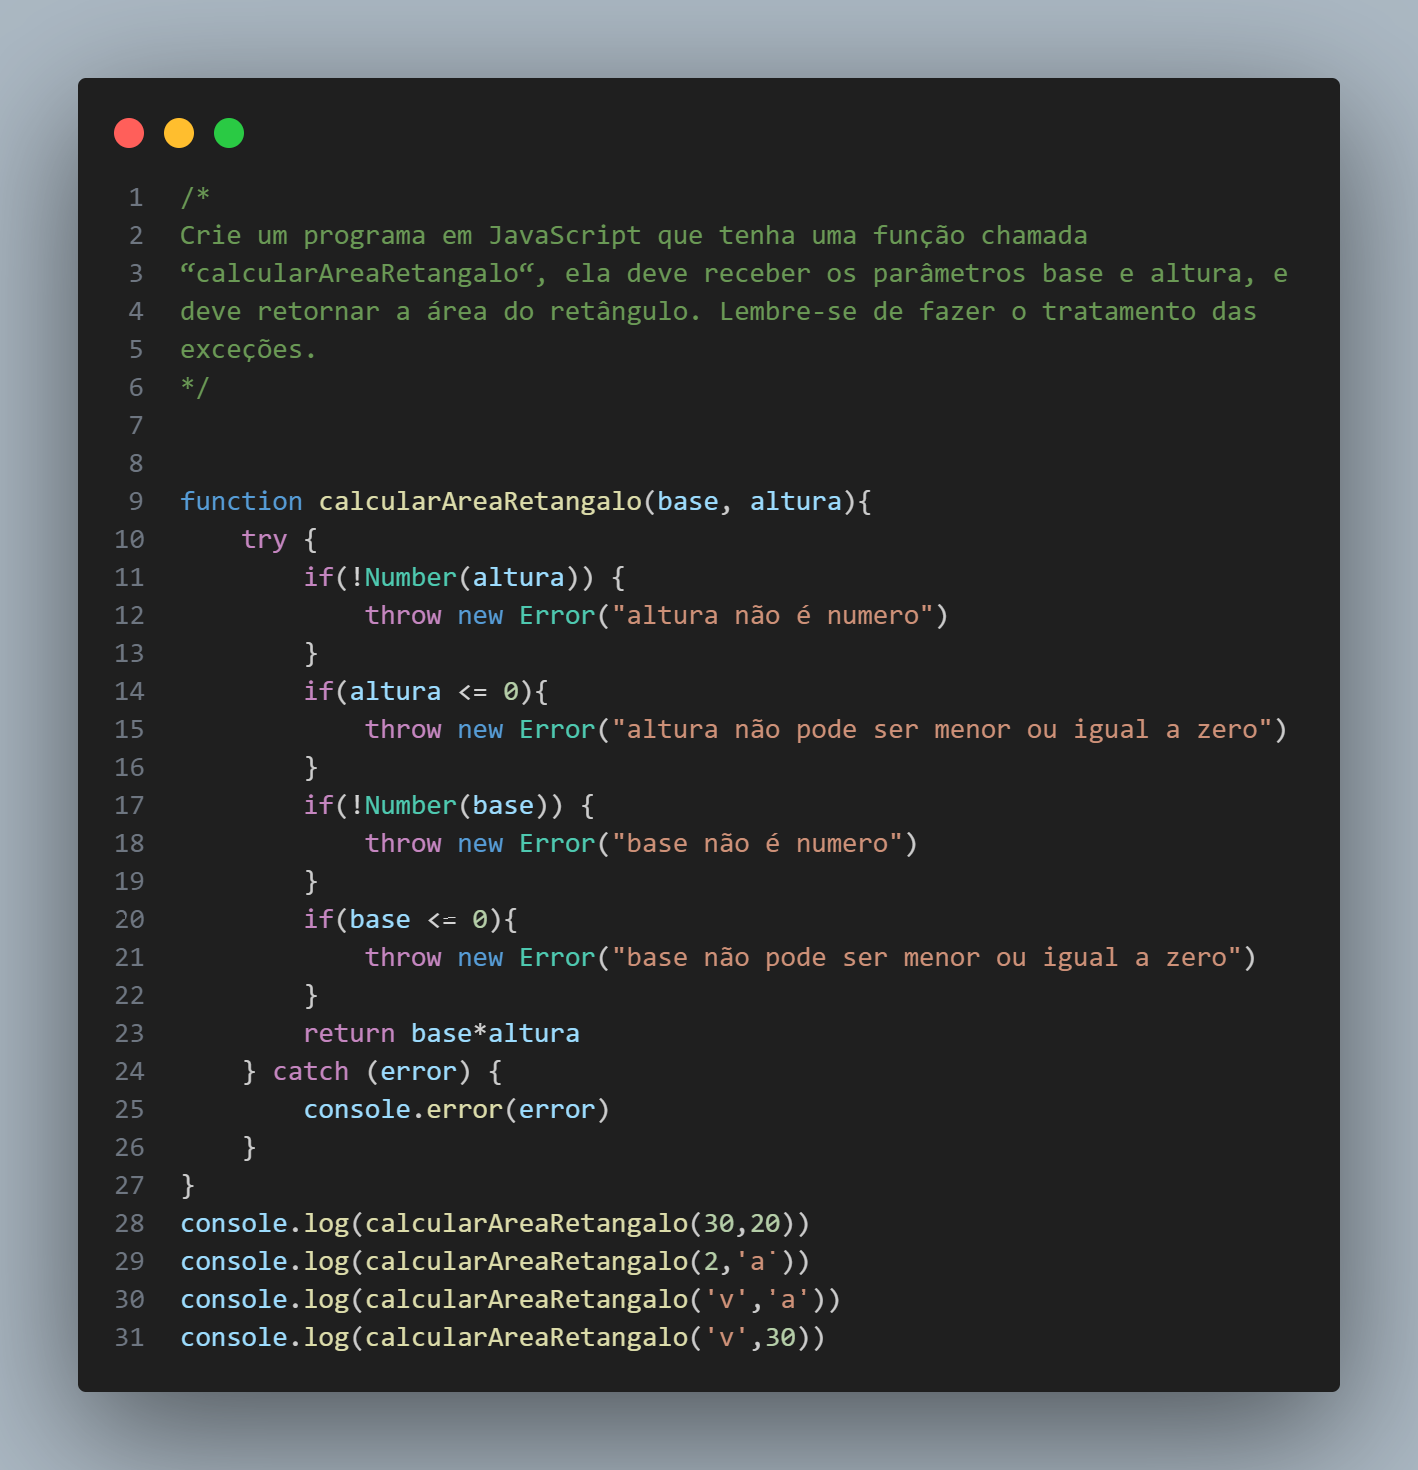 1 /*
2 Crie um programa em JavaScript que tenha uma função chamada
3 “calcularAreaRetangalo“, ela deve receber os parâmetros base e altura, e
4 deve retornar a área do retângulo. Lembre-se de fazer o tratamento das
5 exceções.
6 */
7
8
9 function calcularAreaRetangalo(base, altura){
10     try {
11         if(!Number(altura)) {
12             throw new Error("altura não é numero")
13         }
14         if(altura <= 0){
15             throw new Error("altura não pode ser menor ou igual a zero")
16         }
17         if(!Number(base)) {
18             throw new Error("base não é numero")
19         }
20         if(base <= 0){
21             throw new Error("base não pode ser menor ou igual a zero")
22         }
23         return base*altura
24     } catch (error) {
25         console.error(error)
26     }
27 }
28 console.log(calcularAreaRetangalo(30,20))
29 console.log(calcularAreaRetangalo(2,'a'))
30 console.log(calcularAreaRetangalo('v','a'))
31 console.log(calcularAreaRetangalo('v',30))